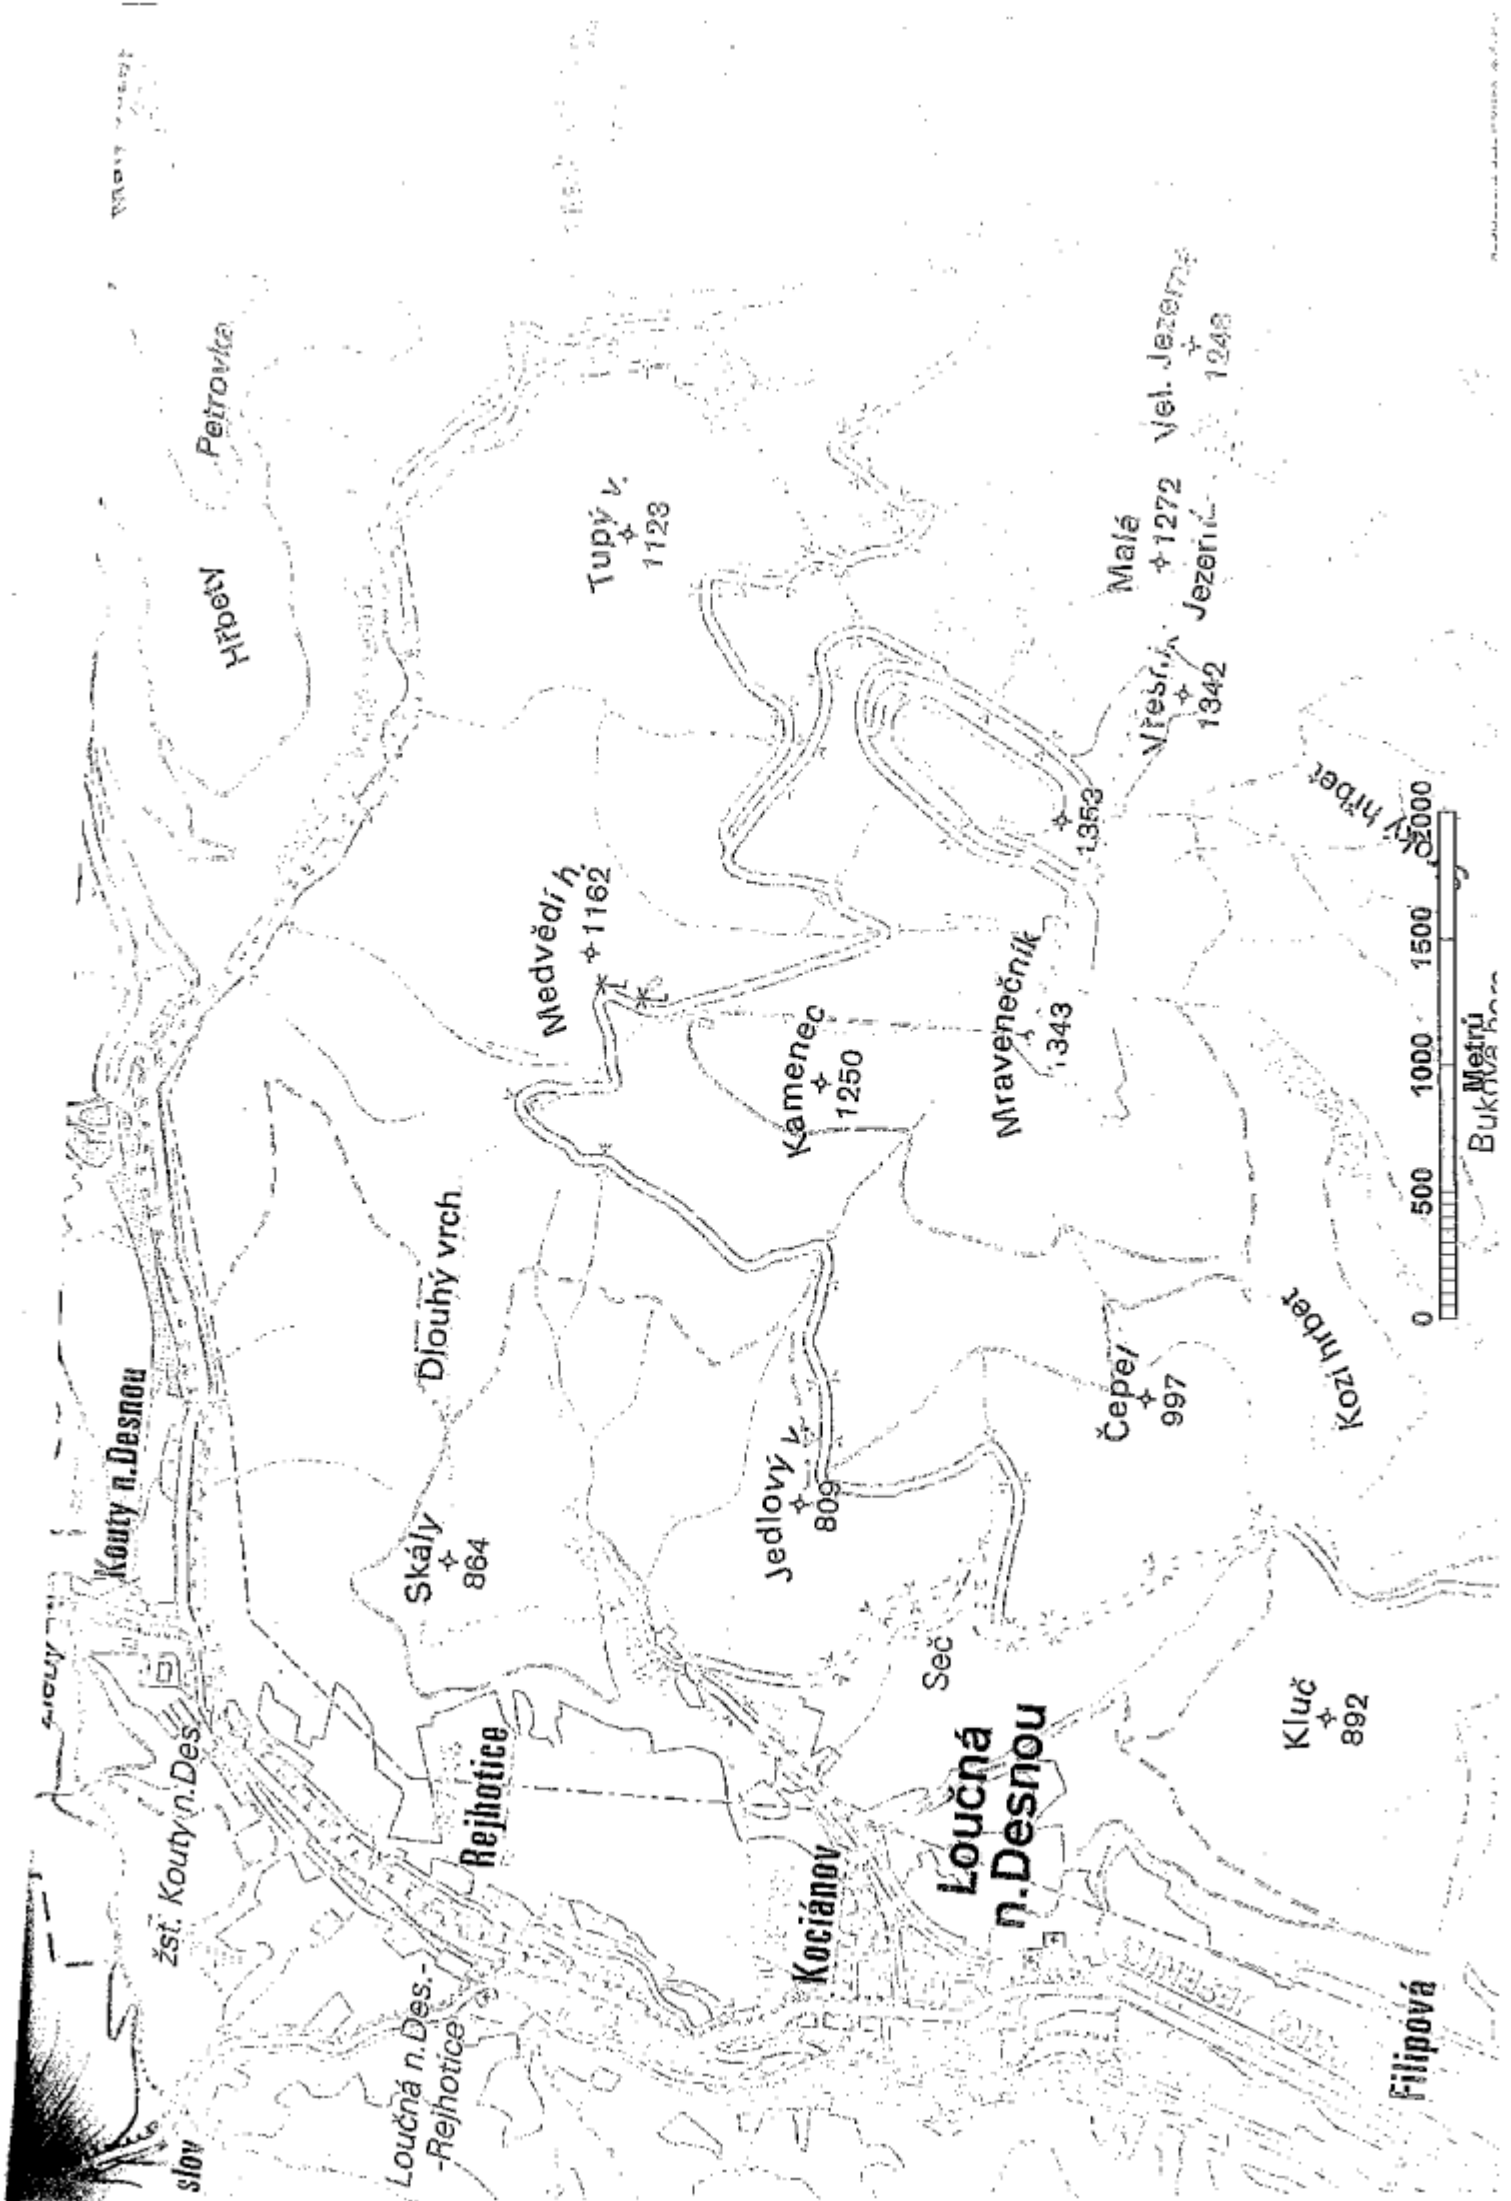 Petrovka
Hřbety
Tupý v.
1123
Vel. Jezerná
1248
Malá
1272
Jezerní
1342
1353
hřbet
Medvědí h.
1162
Kamenec
1250
Mravenečník
1343
Dlouhý vrch
Kouty n.Desnou
Skály
864
Jedlový v.
809
Čepel
997
Kozí hřbet
0 500 1000 1500 2000
Metrů
Seč
Kluč
892
žst. Kouty n.Des.
Rejhotice
Loučná n.Des.-
-Rejhotice
Kociánov
Loučná
n.Desnou
Filipová
slov